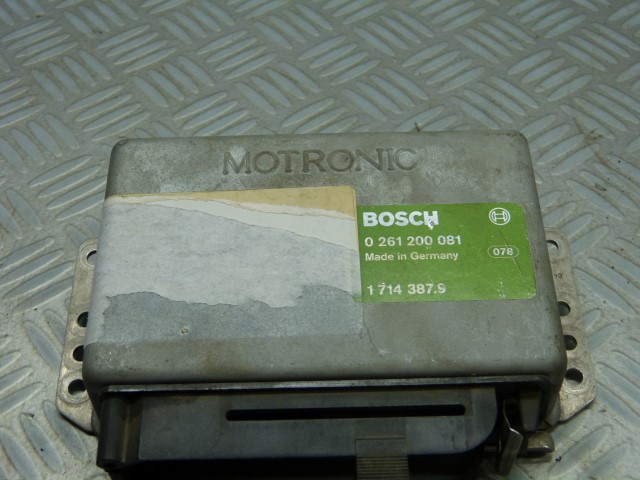 MOTRONIC
BOSCH
0 261 200 081
Made in Germany
078
1 714 387.9